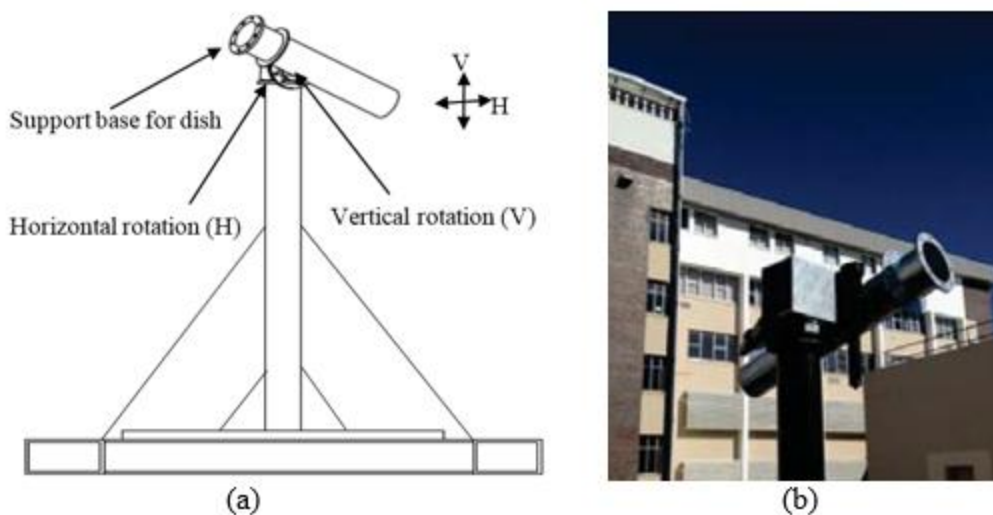 V
H
Support base for dish
Horizontal rotation (H)
Vertical rotation (V)
(a)
(b)